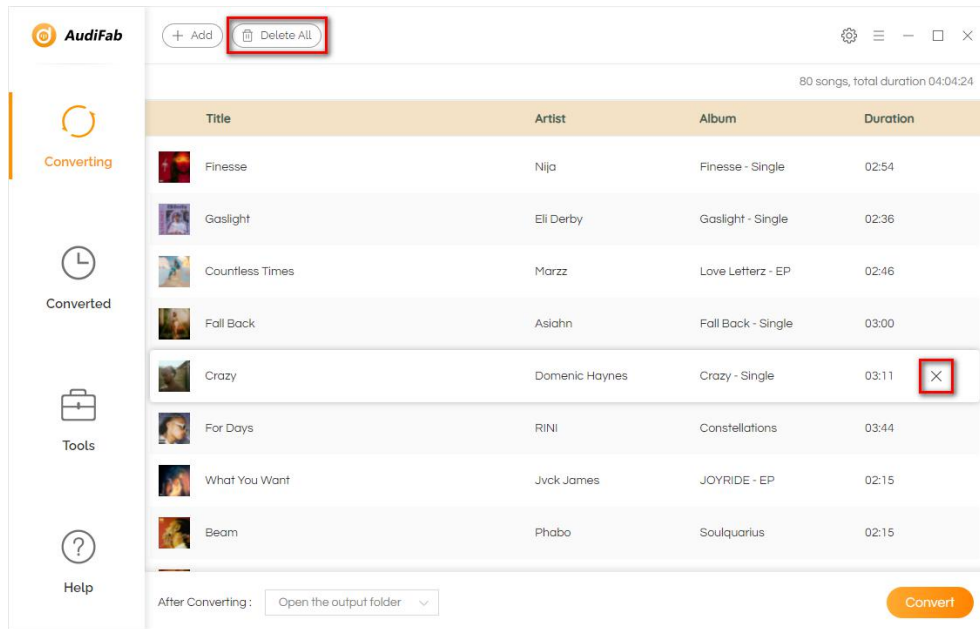 AudiFab
+ Add
Delete All
80 songs, total duration 04:04:24
Title Artist Album Duration
Converting
Finesse Nija Finesse - Single 02:54
Gaslight Eli Derby Gaslight - Single 02:36
Countless Times Marzz Love Letterz - EP 02:46
Converted
Fall Back Asiahn Fall Back - Single 03:00
Crazy Domenic Haynes Crazy - Single 03:11
For Days RINI Constellations 03:44
Tools
What You Want Jvck James JOYRIDE - EP 02:15
Beam Phabo Soulquarius 02:15
Help
After Converting : Open the output folder
Convert